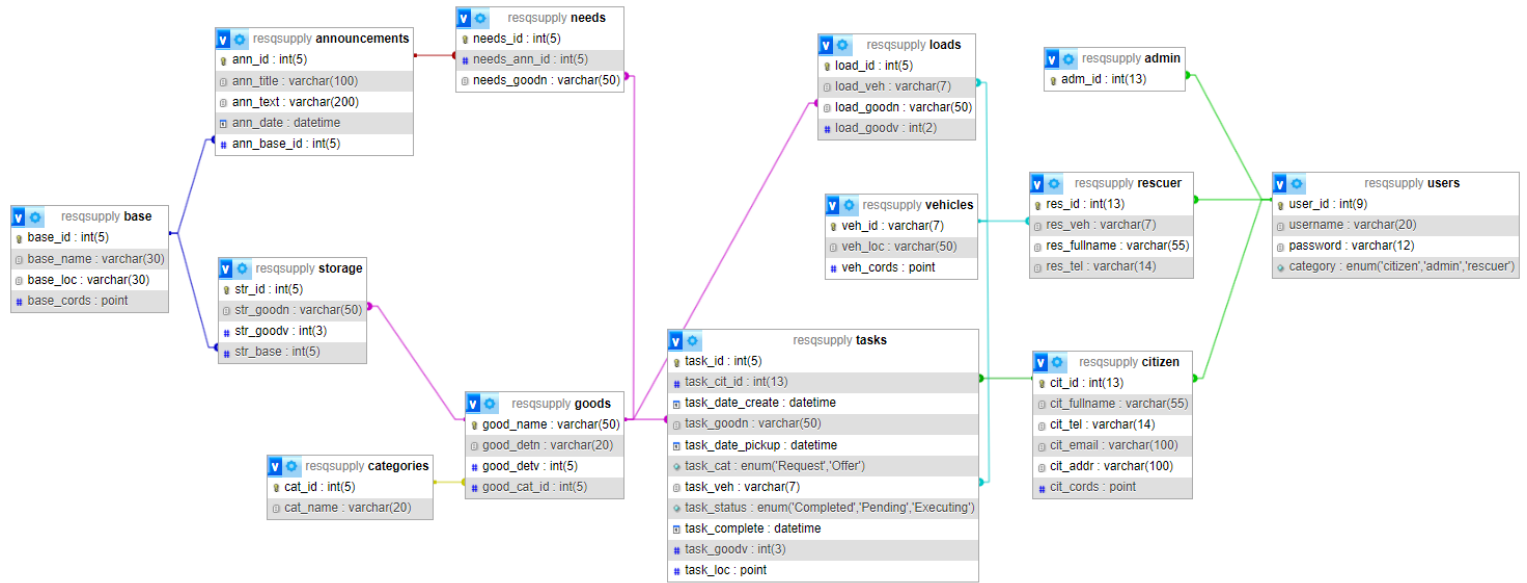 resqsupply announcements
ann_id : int(5)
ann_title : varchar(100)
ann_text : varchar(200)
ann_date : datetime
ann_base_id : int(5)
resqsupply needs
needs_id : int(5)
needs_ann_id : int(5)
needs_goodn : varchar(50)
resqsupply loads
load_id : int(5)
load_veh : varchar(7)
load_goodn : varchar(50)
load_goodv : int(2)
resqsupply admin
adm_id : int(13)
resqsupply base
base_id : int(5)
base_name : varchar(30)
base_loc : varchar(30)
base_cords : point
resqsupply storage
str_id : int(5)
str_goodn : varchar(50)
str_goodv : int(3)
str_base : int(5)
resqsupply vehicles
veh_id : varchar(7)
veh_loc : varchar(50)
veh_cords : point
resqsupply rescuer
res_id : int(13)
res_veh : varchar(7)
res_fullname : varchar(55)
res_tel : varchar(14)
resqsupply users
user_id : int(9)
username : varchar(20)
password : varchar(12)
category : enum('citizen','admin','rescuer')
resqsupply categories
cat_id : int(5)
cat_name : varchar(20)
resqsupply goods
good_name : varchar(50)
good_detn : varchar(20)
good_detv : int(5)
good_cat_id : int(5)
resqsupply tasks
task_id : int(5)
task_cit_id : int(13)
task_date_create : datetime
task_goodn : varchar(50)
task_date_pickup : datetime
task_cat : enum('Request','Offer')
task_veh : varchar(7)
task_status : enum('Completed','Pending','Executing')
task_complete : datetime
task_goodv : int(3)
task_loc : point
resqsupply citizen
cit_id : int(13)
cit_fullname : varchar(55)
cit_tel : varchar(14)
cit_email : varchar(100)
cit_addr : varchar(100)
cit_cords : point